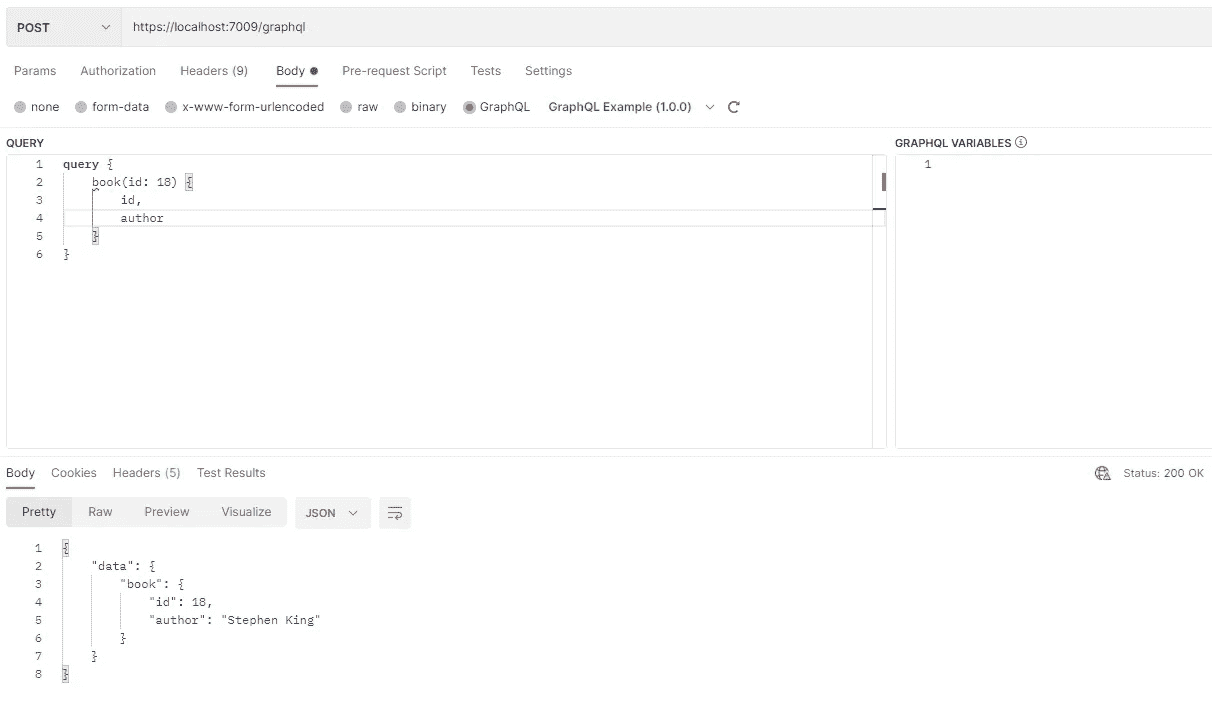 POST https://localhost:7009/graphql
Params Authorization Headers (9) Body Pre-request Script Tests Settings
none form-data x-www-form-urlencoded raw binary GraphQL GraphQL Example (1.0.0)
QUERY GRAPHQL VARIABLES
1 query { 1
2 book(id: 18) {
3 id,
4 author
5 }
6 }
Body Cookies Headers (5) Test Results Status: 200 OK
Pretty Raw Preview Visualize JSON
1 {
2 "data": {
3 "book": {
4 "id": 18,
5 "author": "Stephen King"
6 }
7 }
8 }